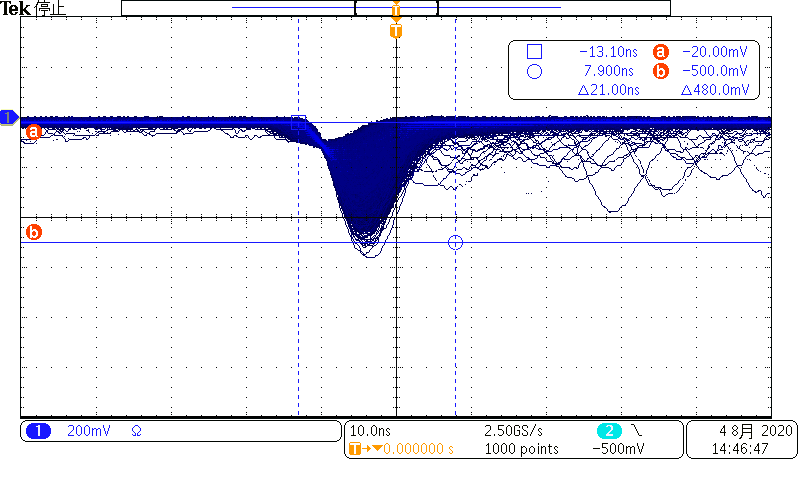 Tek 停止
T
T
-13.10ns a -20.00mV
7.900ns b -500.0mV
Δ21.00ns Δ480.0mV
1
a
b
1 200mV Ω
10.0ns 2.50GS/s 2 -500mV
T→▼0.000000 s 1000 points
4 8月 2020
14:46:47